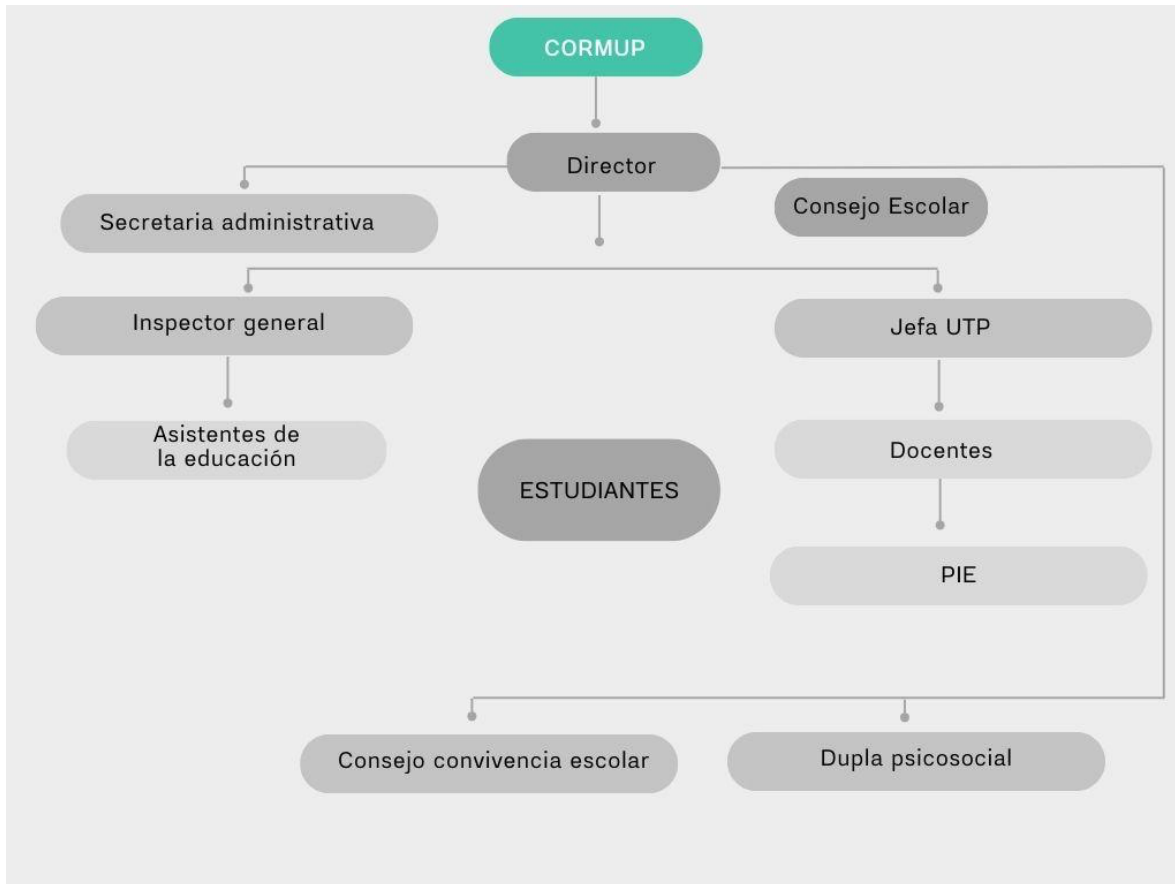 CORMUP
Director
Consejo Escolar
Secretaria administrativa
Inspector general
Jefa UTP
Asistentes de
la educación
Docentes
ESTUDIANTES
PIE
Consejo convivencia escolar
Dupla psicosocial